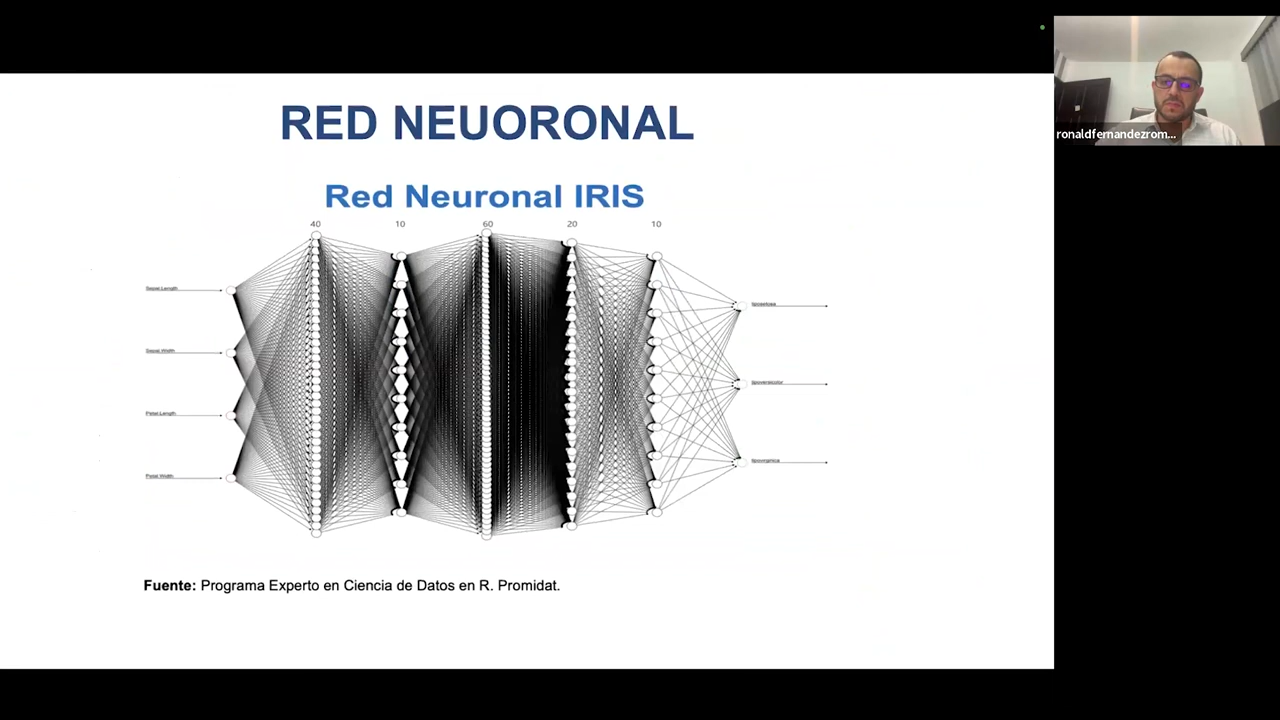 RED NEUORONAL
ronaldfernandezrom...
Red Neuronal IRIS
40 10 60 20 10
Sepal.Length
Sepal.Width
Petal.Length
Petal.Width
Fuente: Programa Experto en Ciencia de Datos en R. Promidat.